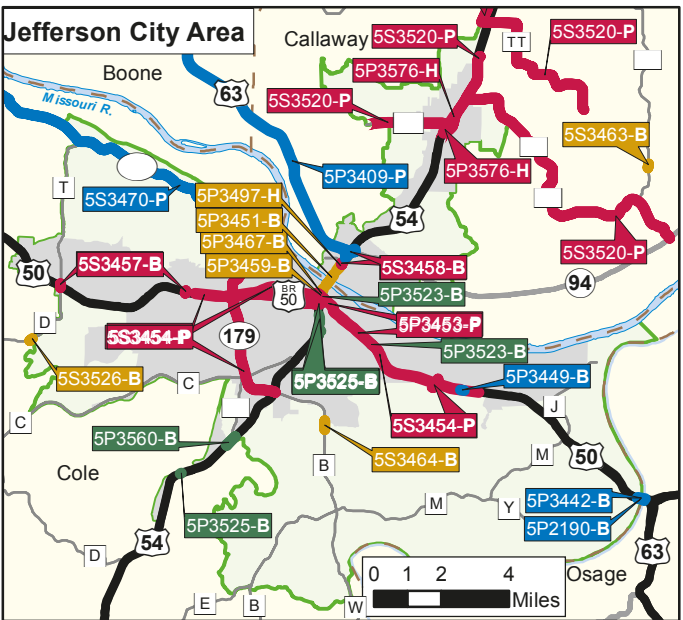 Jefferson City Area
Callaway
5S3520-P
TT
5S3520-P
Boone
5P3576-H
63
5S3520-P
Missouri R.
5S3463-B
5P3576-H
5P3409-P
T
5S3470-P
5P3497-H
5P3451-B
54
5P3467-B
5S3520-P
5P3459-B
50
5S3457-B
5S3458-B
94
BR
50
5P3523-B
D
5S3454-P
179
5P3453-P
5P3523-B
5S3526-B
C
5P3525-B
5P3449-B
C
5S3454-P
J
5P3560-B
5S3464-B
M
50
Cole
B
M
Y
5P3442-B
5P3525-B
5P2190-B
54
63
D
0 1 2 4
Miles
Osage
E
B
W